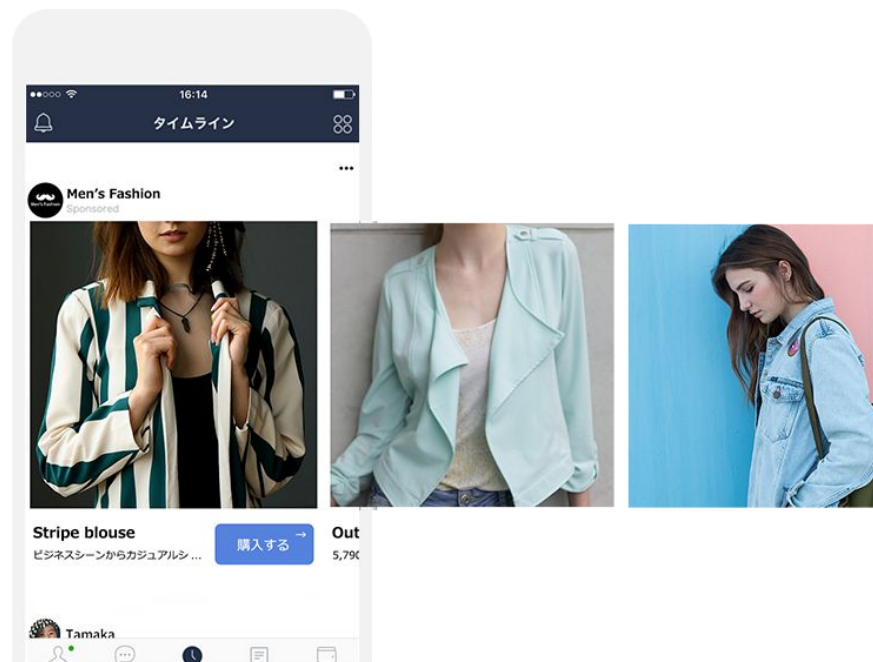 16:14
タイムライン
Men's Fashion
Sponsored
Stripe blouse
ビジネスシーンからカジュアルシ ...
購入する →
Out
5,790
Tamaka